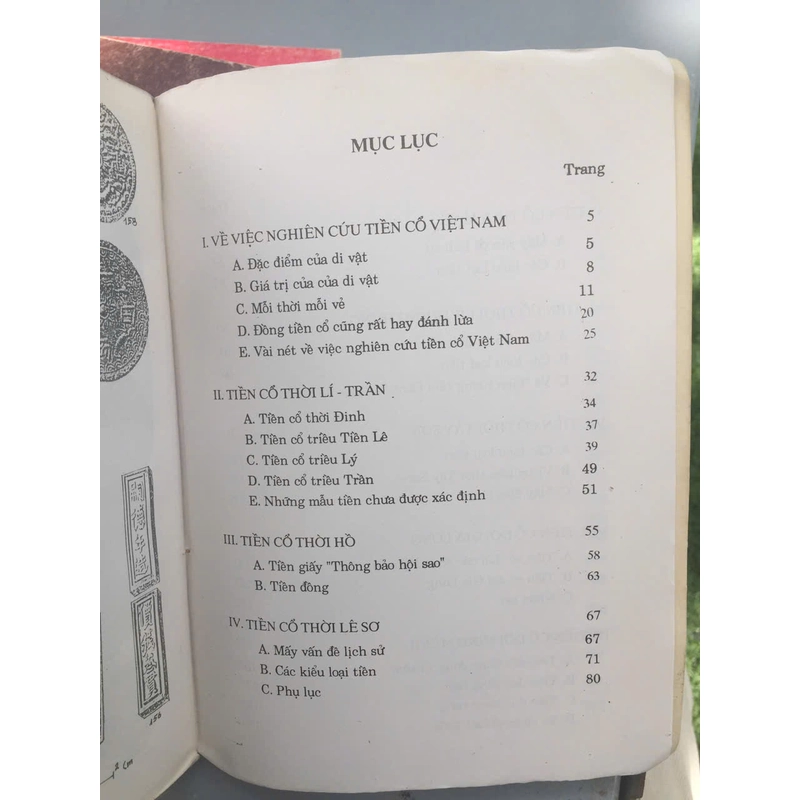 MỤC LỤC
Trang
I. VỀ VIỆC NGHIÊN CỨU TIỀN CỔ VIỆT NAM 5
A. Đặc điểm của di vật 5
B. Giá trị của của di vật 8
C. Mỗi thời mỗi vẻ 11
D. Đồng tiền cổ cũng rất hay đánh lừa 20
E. Vài nét về việc nghiên cứu tiền cổ Việt Nam 25
II. TIỀN CỔ THỜI LÍ - TRẦN 32
A. Tiền cổ thời Đinh 34
B. Tiền cổ triều Tiền Lê 37
C. Tiền cổ triều Lý 39
D. Tiền cổ triều Trần 49
E. Những mẫu tiền chưa được xác định 51
III. TIỀN CỔ THỜI HỒ 55
A. Tiền giấy "Thông bảo hội sao" 58
B. Tiền đồng 63
IV. TIỀN CỔ THỜI LÊ SƠ 67
A. Mấy vấn đề lịch sử 67
B. Các kiểu loại tiền 71
C. Phụ lục 80
153
156
2 cm